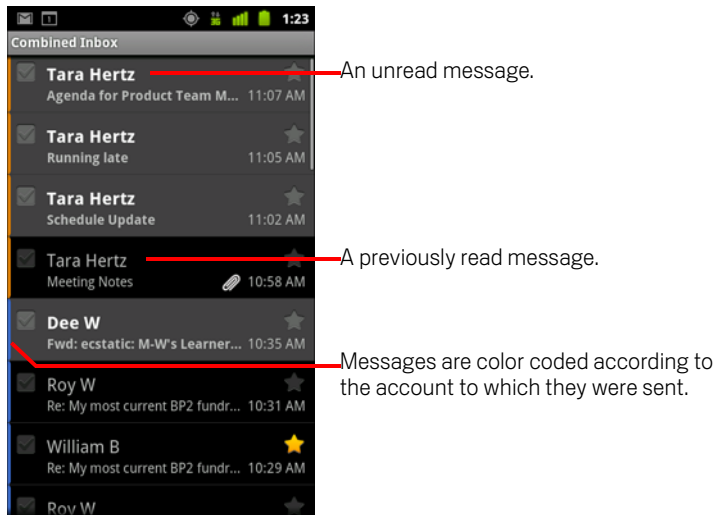 1 3G 1:23
Combined Inbox
Tara Hertz
Agenda for Product Team M... 11:07 AM
Tara Hertz
Running late 11:05 AM
Tara Hertz
Schedule Update 11:02 AM
Tara Hertz
Meeting Notes 10:58 AM
Dee W
Fwd: ecstatic: M-W's Learner... 10:35 AM
Roy W
Re: My most current BP2 fundr... 10:31 AM
William B
Re: My most current BP2 fundr... 10:29 AM
Roy W
An unread message.
A previously read message.
Messages are color coded according to
the account to which they were sent.